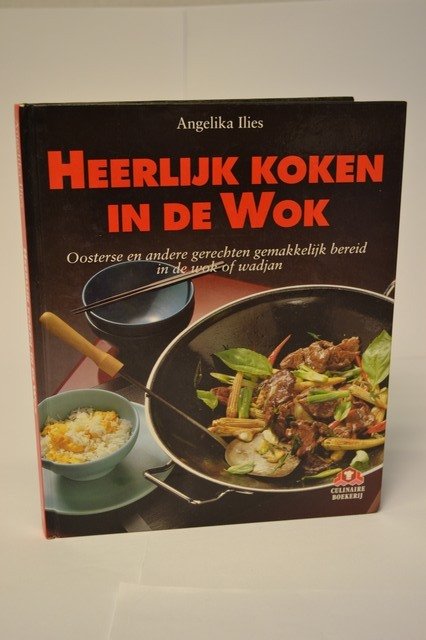 Angelika Ilies
HEERLIJK KOKEN
IN DE WOK
Oosterse en andere gerechten gemakkelijk bereid
in de wok of wadjan
CULINAIRE
BOEKERIJ